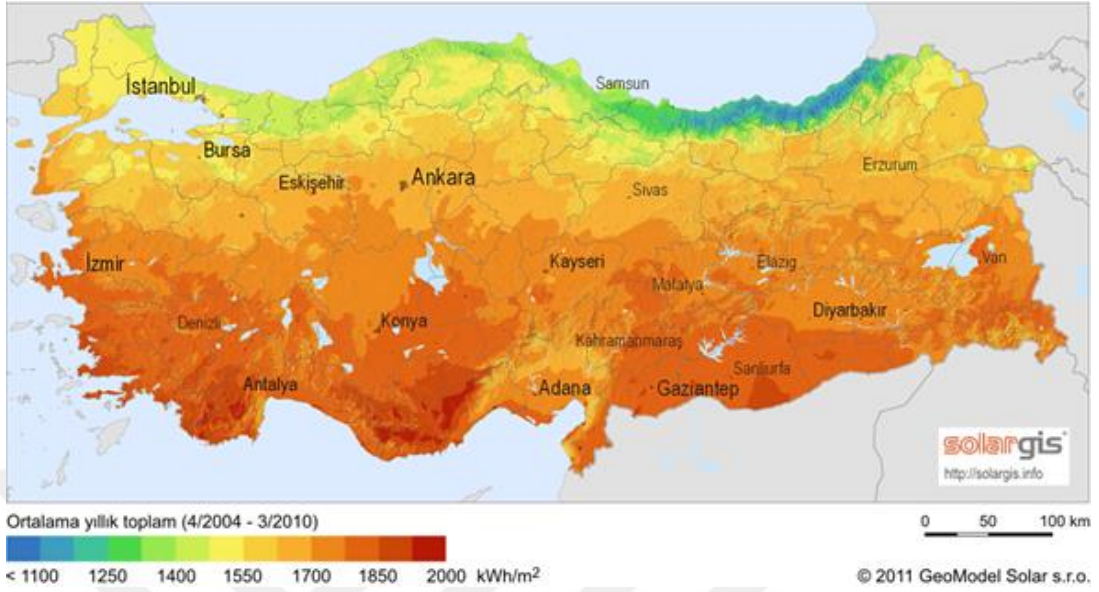 İstanbul
Samsun
Bursa
Eskişehir
Ankara
Sivas
Erzurum
İzmir
Kayseri
Elazig
Van
Malatya
Denizli
Konya
Diyarbakır
Kahramanmaraş
Sanliurfa
Antalya
Adana
Gaziantep
solargis
http://solargis.info
Ortalama yıllık toplam (4/2004 - 3/2010)
0 50 100 km
< 1100 1250 1400 1550 1700 1850 2000 kWh/m²
© 2011 GeoModel Solar s.r.o.